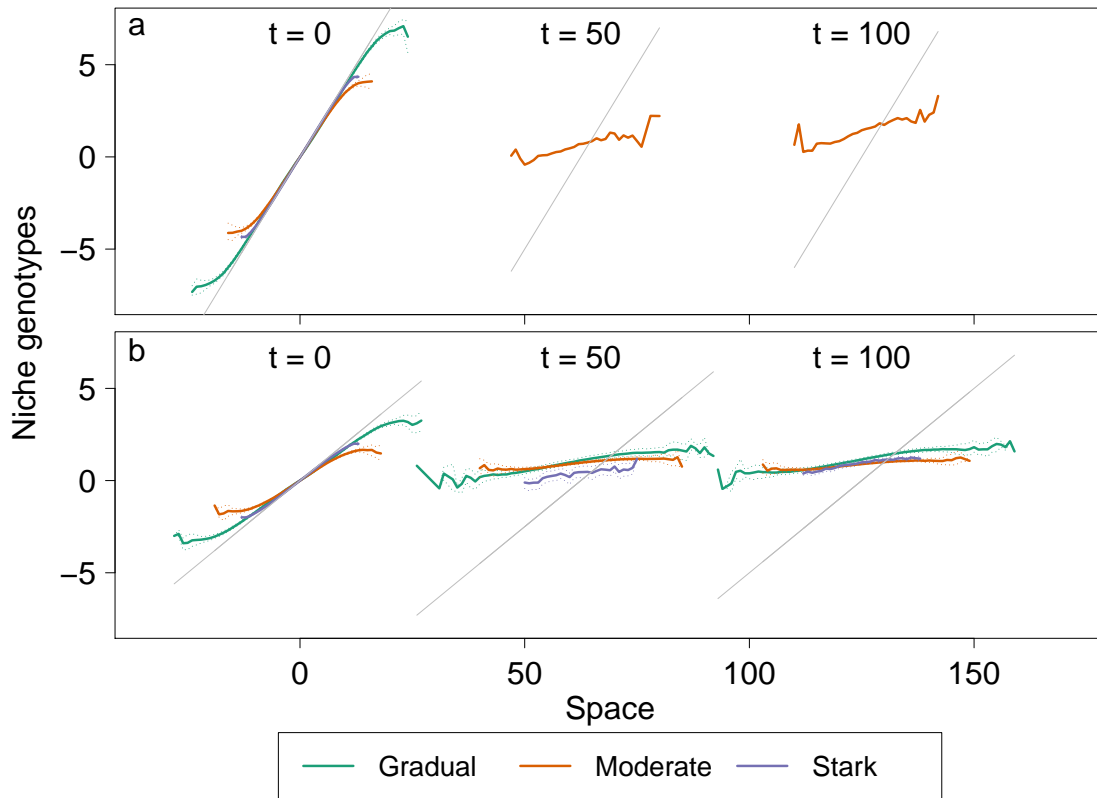 a
t = 0
t = 50
t = 100
5
0
−5
b
t = 0
t = 50
t = 100
5
0
−5
Niche genotypes
0
50
100
150
Space
Gradual
Moderate
Stark